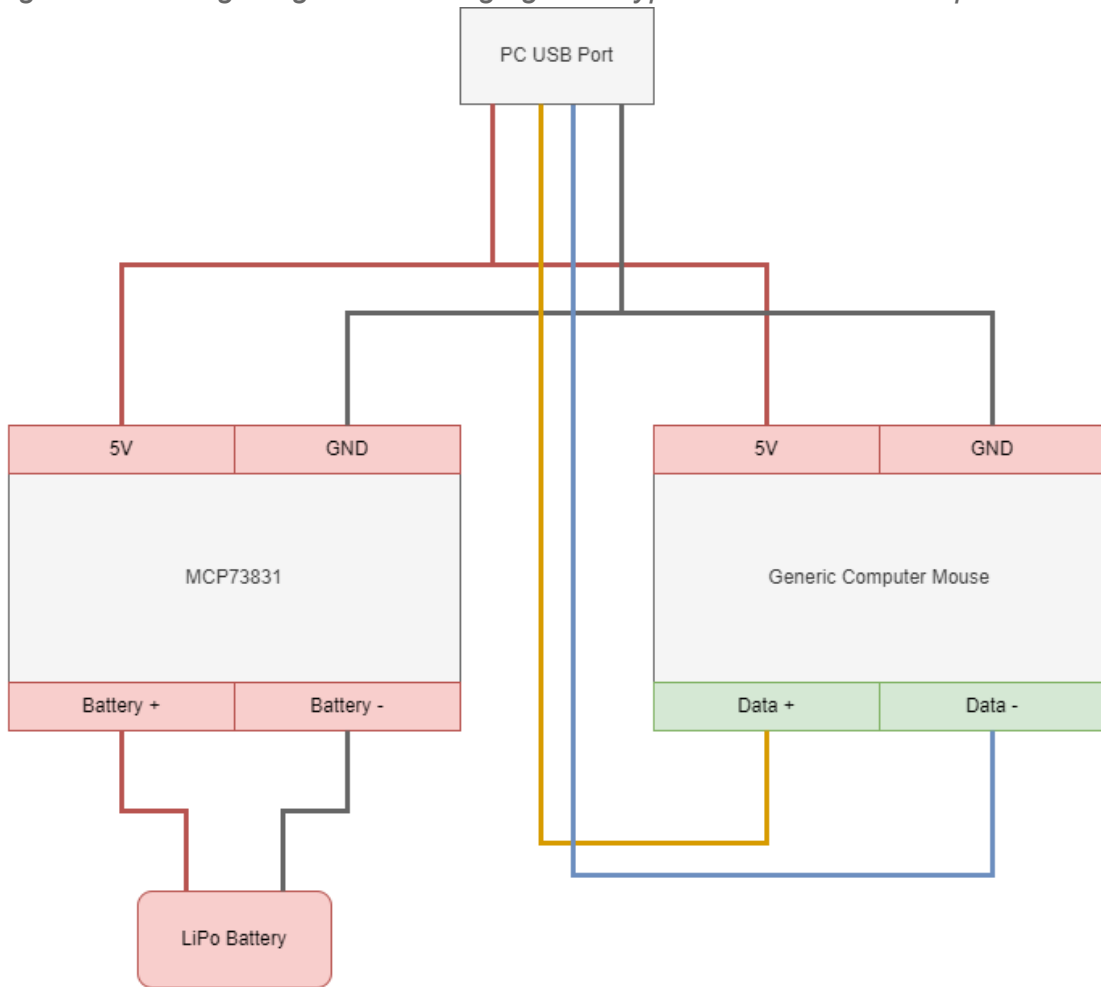 PC USB Port
5V
GND
5V
GND
MCP73831
Generic Computer Mouse
Battery +
Battery -
Data +
Data -
LiPo Battery